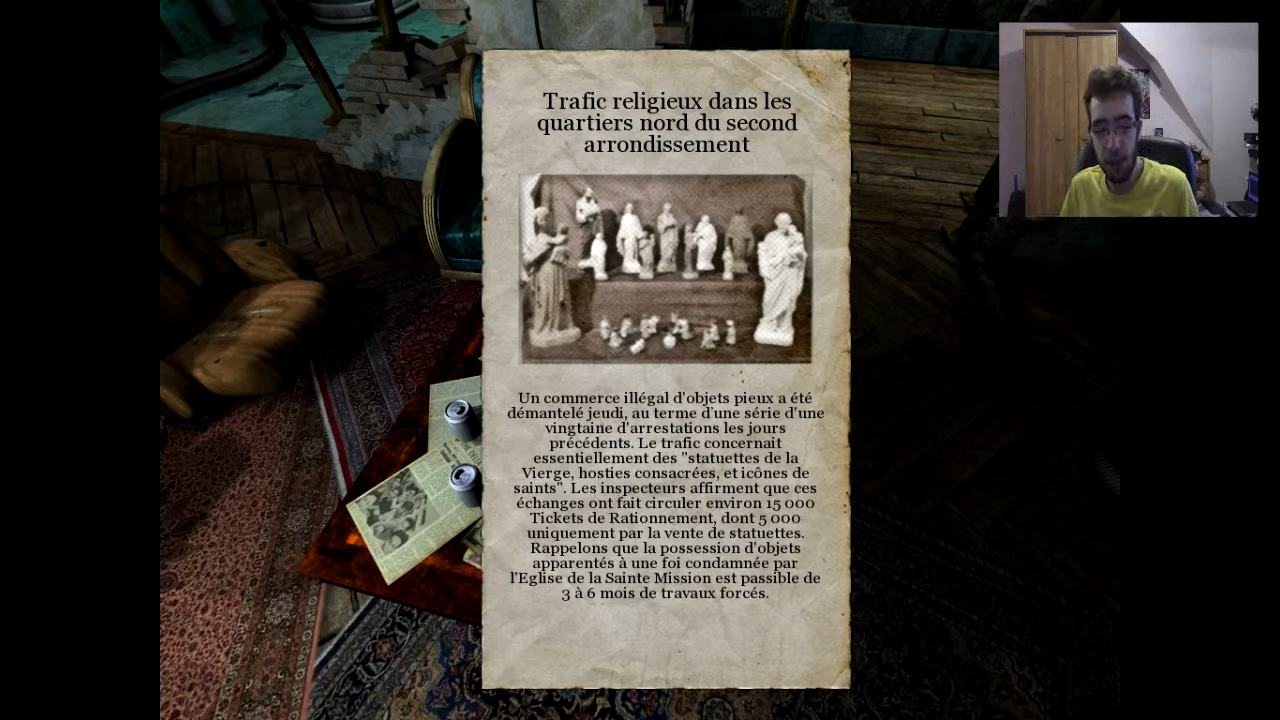 Trafic religieux dans les
quartiers nord du second
arrondissement
Un commerce illégal d'objets pieux a été
démantelé jeudi, au terme d'une série d'une
vingtaine d'arrestations les jours
précédents. Le trafic concernait
essentiellement des "statuettes de la
Vierge, hosties consacrées, et icônes de
saints". Les inspecteurs affirment que ces
échanges ont fait circuler environ 15 000
Tickets de Rationnement, dont 5 000
uniquement par la vente de statuettes.
Rappelons que la possession d'objets
apparentés à une foi condamnée par
l'Eglise de la Sainte Mission est passible de
3 à 6 mois de travaux forcés.